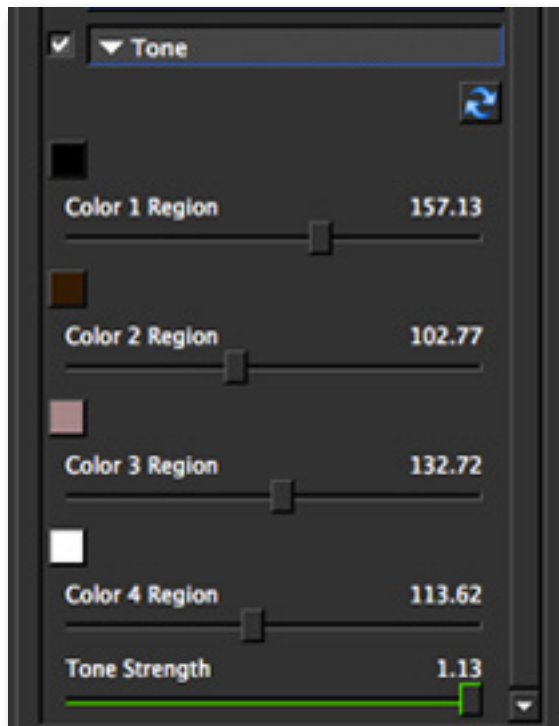 Tone
Color 1 Region 157.13
Color 2 Region 102.77
Color 3 Region 132.72
Color 4 Region 113.62
Tone Strength 1.13